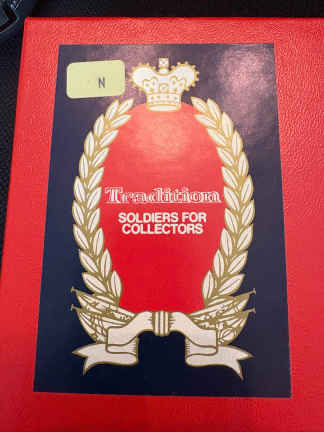 N
Tradition
SOLDIERS FOR
COLLECTORS